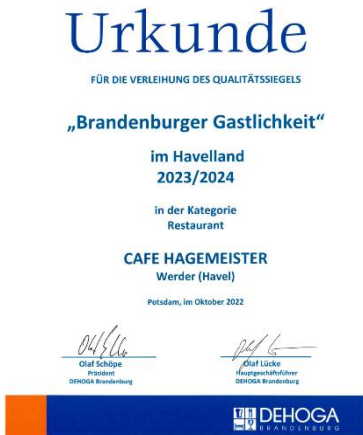 Urkunde
FÜR DIE VERLEIHUNG DES QUALITÄTSSIEGELS
„Brandenburger Gastlichkeit“
im Havelland
2023/2024
in der Kategorie
Restaurant
CAFE HAGEMEISTER
Werder (Havel)
Potsdam, im Oktober 2022
Olaf Schöpe
Präsident
DEHOGA Brandenburg
Olaf Lücke
Hauptgeschäftsführer
DEHOGA Brandenburg
DEHOGA
BRANDENBURG